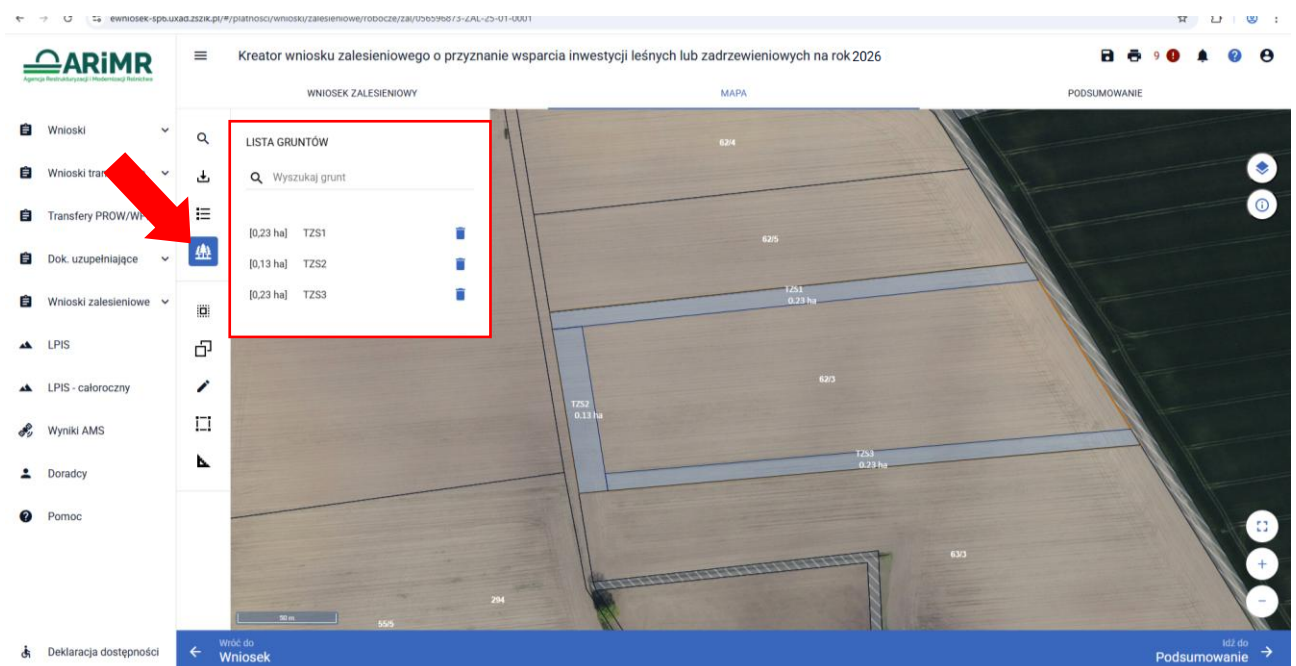 ewniosek-sp6.uxad.zszik.pl/#/platnosci/wnioski/zalesieniowe/robocze/zal/056596873-ZAL-25-01-0001
ARiMR
Agencja Restrukturyzacji i Modernizacji Rolnictwa
Kreator wniosku zalesieniowego o przyznanie wsparcia inwestycji leśnych lub zadrzewieniowych na rok 2026
9
WNIOSEK ZALESIENIOWY
MAPA
PODSUMOWANIE
Wnioski
Wnioski
Transfery PROW/
Dok. uzupełniające
Wnioski zalesieniowe
LPIS
LPIS - całoroczny
Wyniki AMS
Doradcy
Pomoc
Deklaracja dostępności
LISTA GRUNTÓW
Wyszukaj grunt
[0,23 ha] TZS1
[0,13 ha] TZS2
[0,23 ha] TZS3
62/4
62/5
TZS1
0.23 ha
62/3
TZS2
0.13 ha
TZS3
0.23 ha
63/3
294
50 m
55/5
Wróć do
Wniosek
Idź do
Podsumowanie